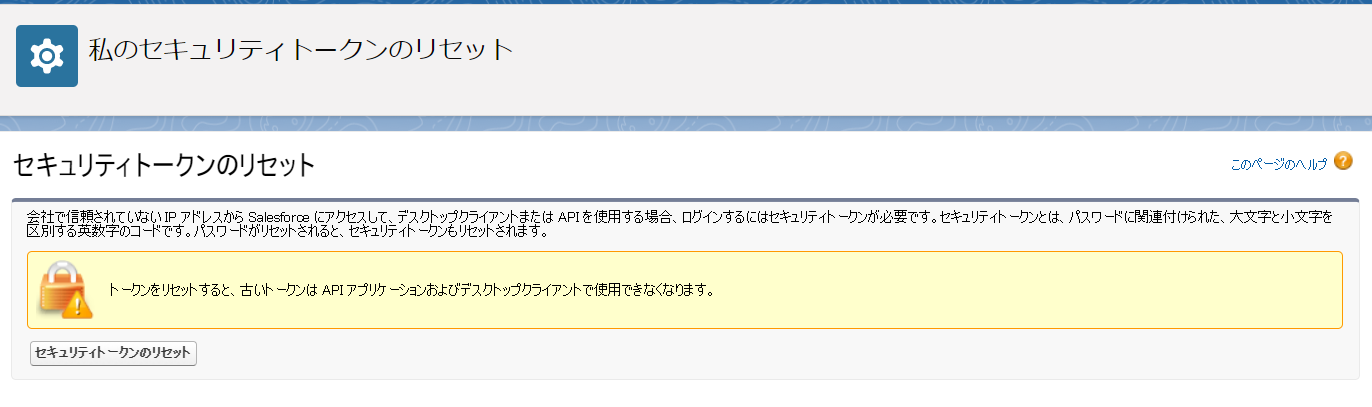 私のセキュリティトークンのリセット
セキュリティトークンのリセット
このページのヘルプ
会社で信頼されていない IP アドレスから Salesforce にアクセスして、デスクトップクライアントまたは API を使用する場合、ログインするにはセキュリティトークンが必要です。セキュリティトークンとは、パスワードに関連付けられた、大文字と小文字を
区別する英数字のコードです。パスワードがリセットされると、セキュリティトークンもリセットされます。
トークンをリセットすると、古いトークンは API アプリケーションおよびデスクトップクライアントで使用できなくなります。
セキュリティトークンのリセット